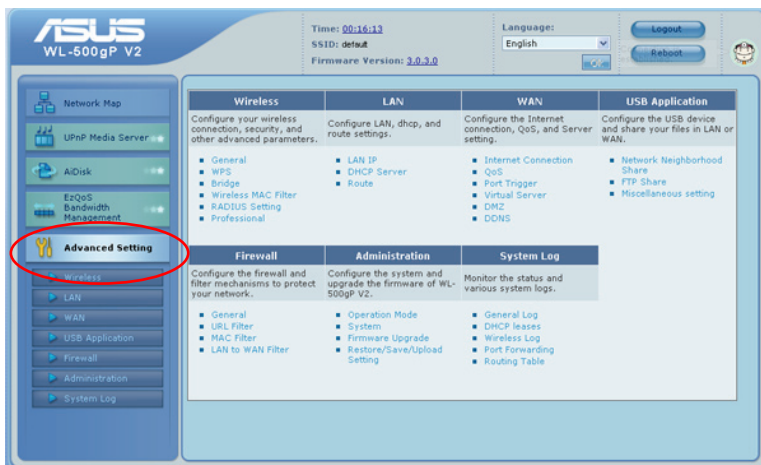 ASUS
WL-500gP V2
Time: 00:16:13
SSID: default
Firmware Version: 3.0.3.0
Language:
English
Logout
Reboot
Network Map
UPnP Media Server
AiDisk
EzQoS
Bandwidth
Management
Advanced Setting
Wireless
LAN
WAN
USB Application
Firewall
Administration
System Log
Wireless
Configure your wireless
connection, security, and
other advanced parameters.
General
WPS
Bridge
Wireless MAC Filter
RADIUS Setting
Professional
LAN
Configure LAN, dhcp, and
route settings.
LAN IP
DHCP Server
Route
WAN
Configure the Internet
connection, QoS, and Server
setting.
Internet Connection
QoS
Port Trigger
Virtual Server
DMZ
DDNS
USB Application
Configure the USB device
and share your files in LAN or
WAN.
Network Neighborhood
Share
FTP Share
Miscellaneous setting
Firewall
Configure the firewall and
filter mechanisms to protect
your network.
General
URL Filter
MAC Filter
LAN to WAN Filter
Administration
Configure the system and
upgrade the firmware of WL-
500gP V2.
Operation Mode
System
Firmware Upgrade
Restore/Save/Upload
Setting
System Log
Monitor the status and
various system logs.
General Log
DHCP leases
Wireless Log
Port Forwarding
Routing Table